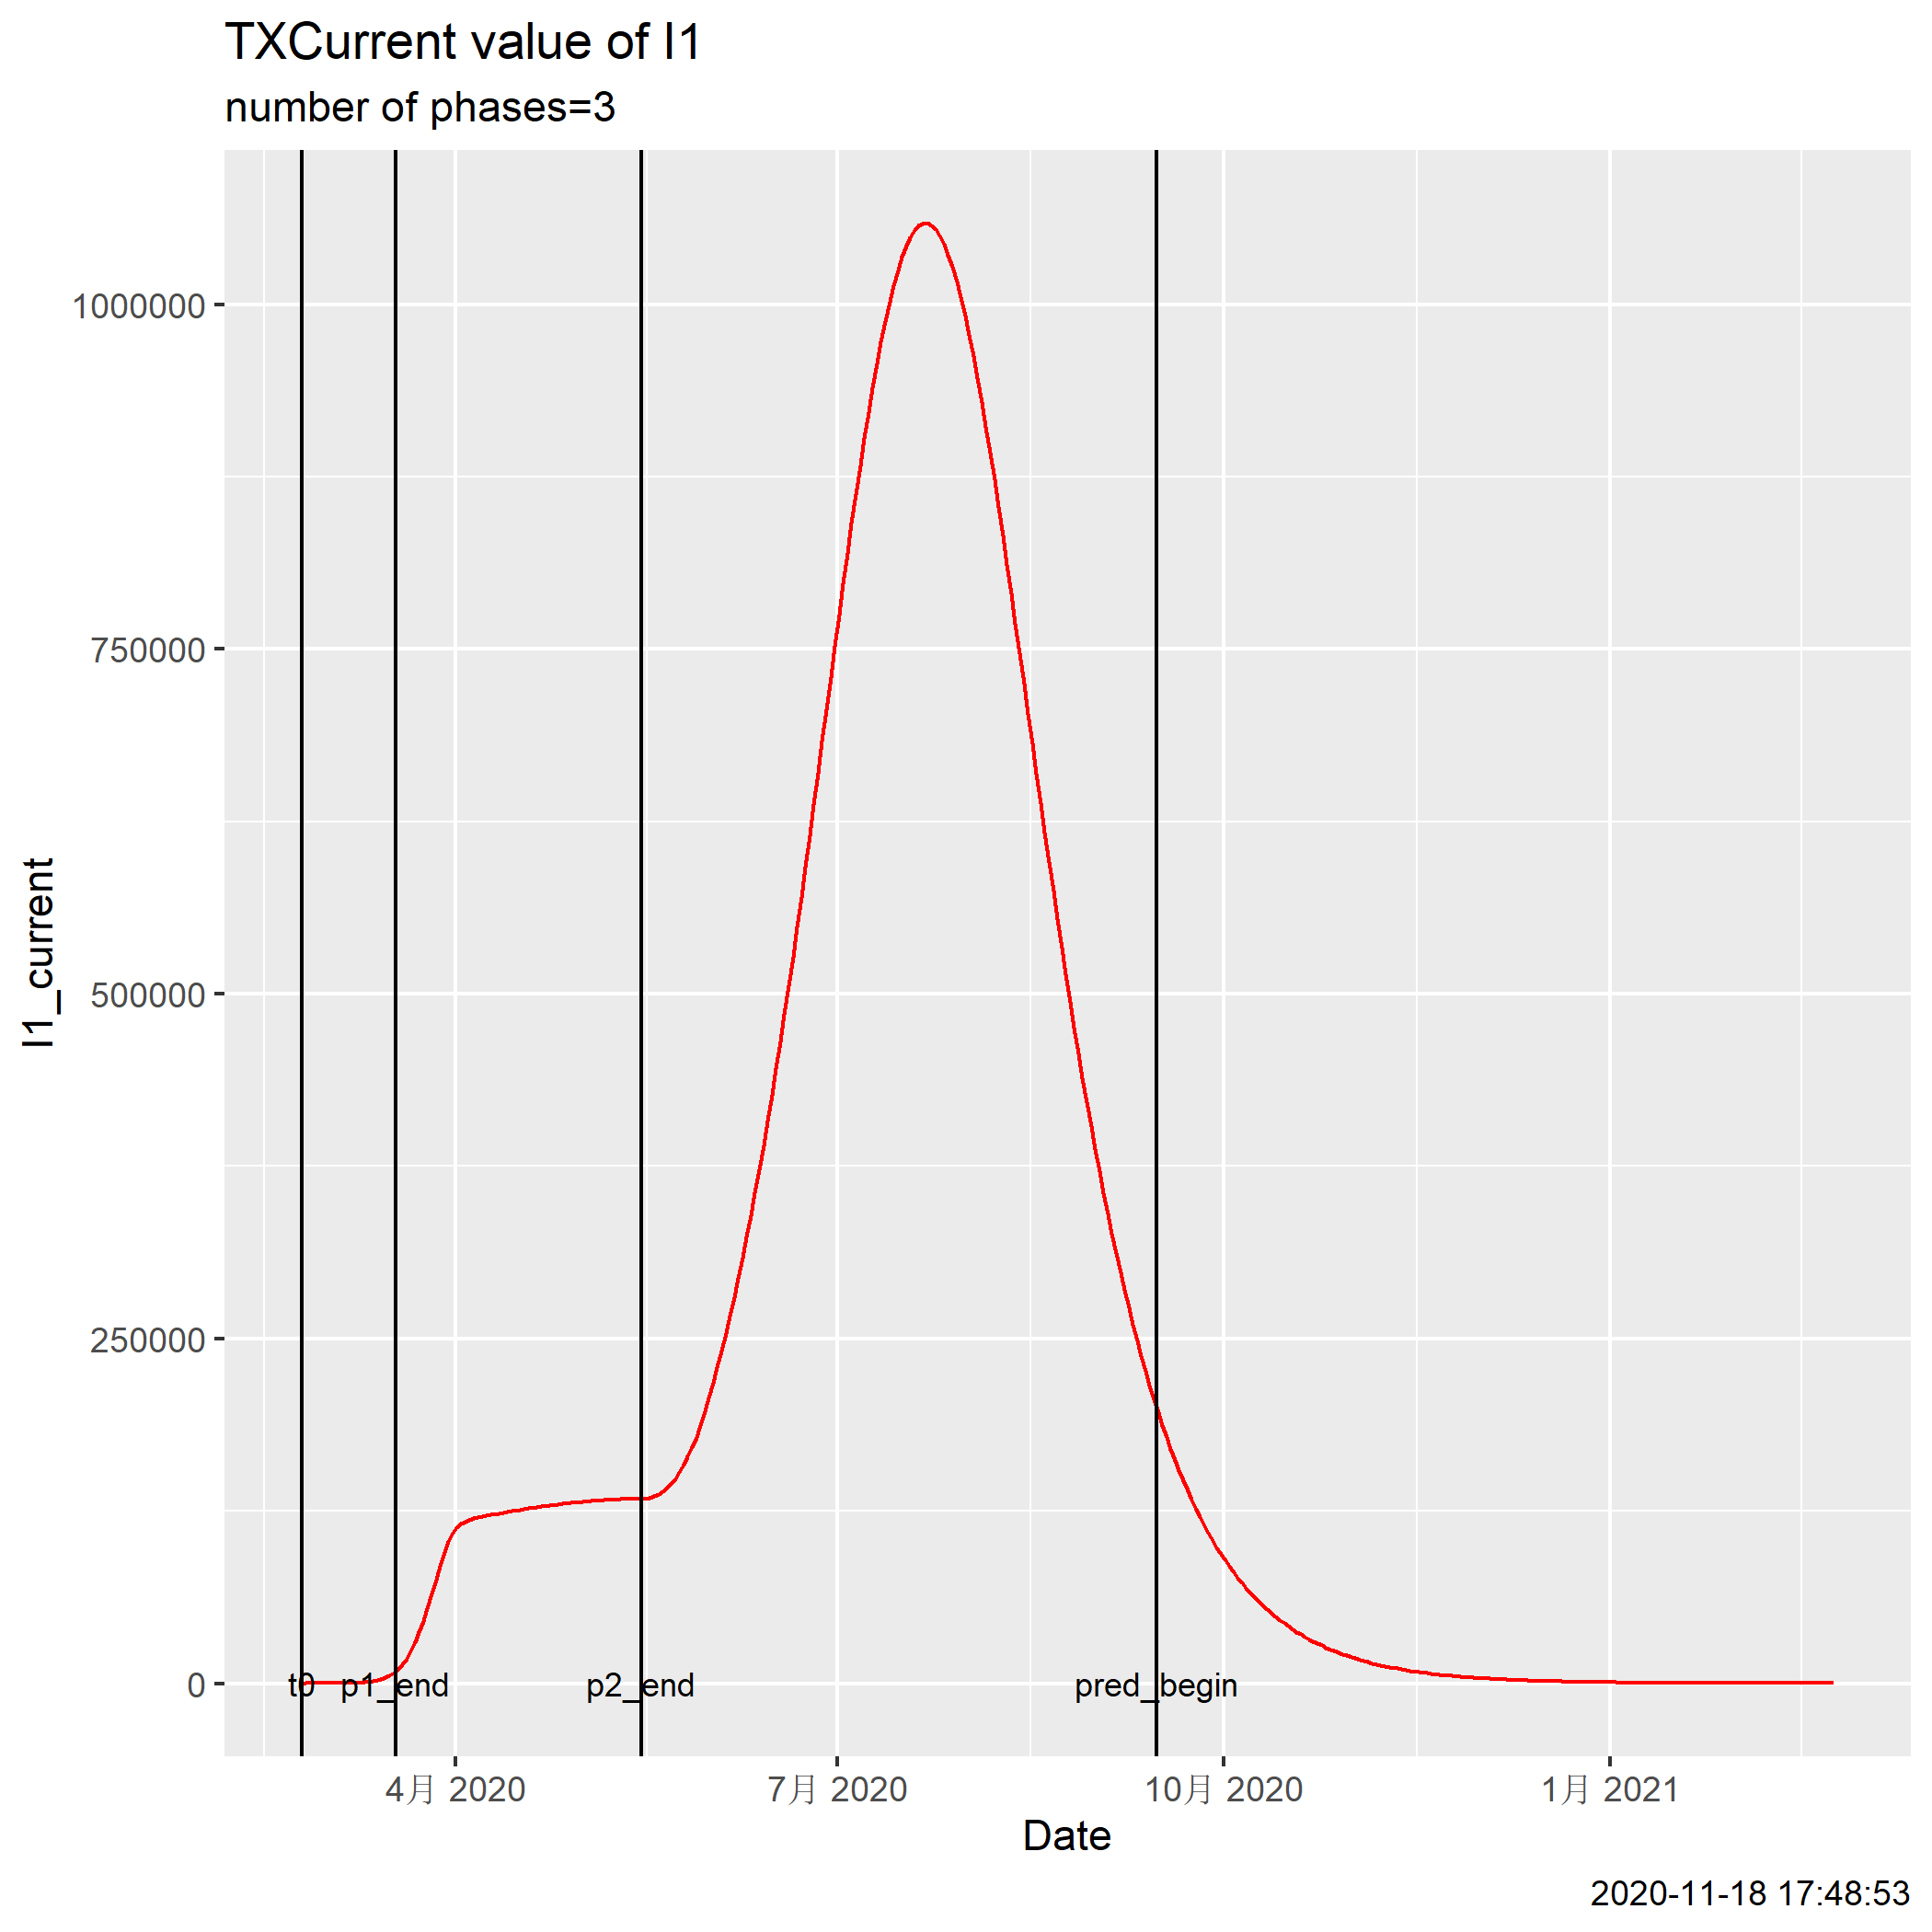 TXCurrent value of I1
number of phases=3
1000000
750000
500000
250000
0
I1_current
t0
p1_end
p2_end
pred_begin
4月 2020
7月 2020
10月 2020
1月 2021
Date
2020-11-18 17:48:53